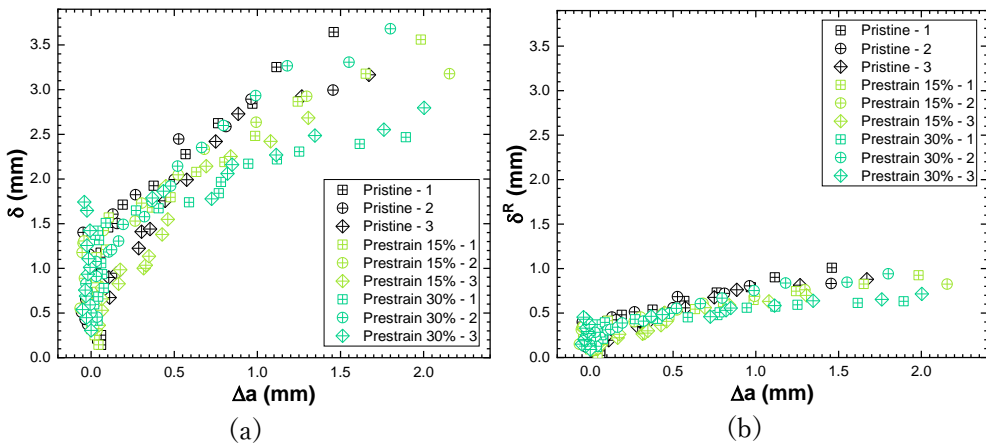 δ (mm)
3.5
3.0
2.5
2.0
1.5
1.0
0.5
0.0
0.0 0.5 1.0 1.5 2.0
Δa (mm)
Pristine - 1
Pristine - 2
Pristine - 3
Prestrain 15% - 1
Prestrain 15% - 2
Prestrain 15% - 3
Prestrain 30% - 1
Prestrain 30% - 2
Prestrain 30% - 3
(a)
δᴿ (mm)
3.5
3.0
2.5
2.0
1.5
1.0
0.5
0.0
0.0 0.5 1.0 1.5 2.0
Δa (mm)
Pristine - 1
Pristine - 2
Pristine - 3
Prestrain 15% - 1
Prestrain 15% - 2
Prestrain 15% - 3
Prestrain 30% - 1
Prestrain 30% - 2
Prestrain 30% - 3
(b)